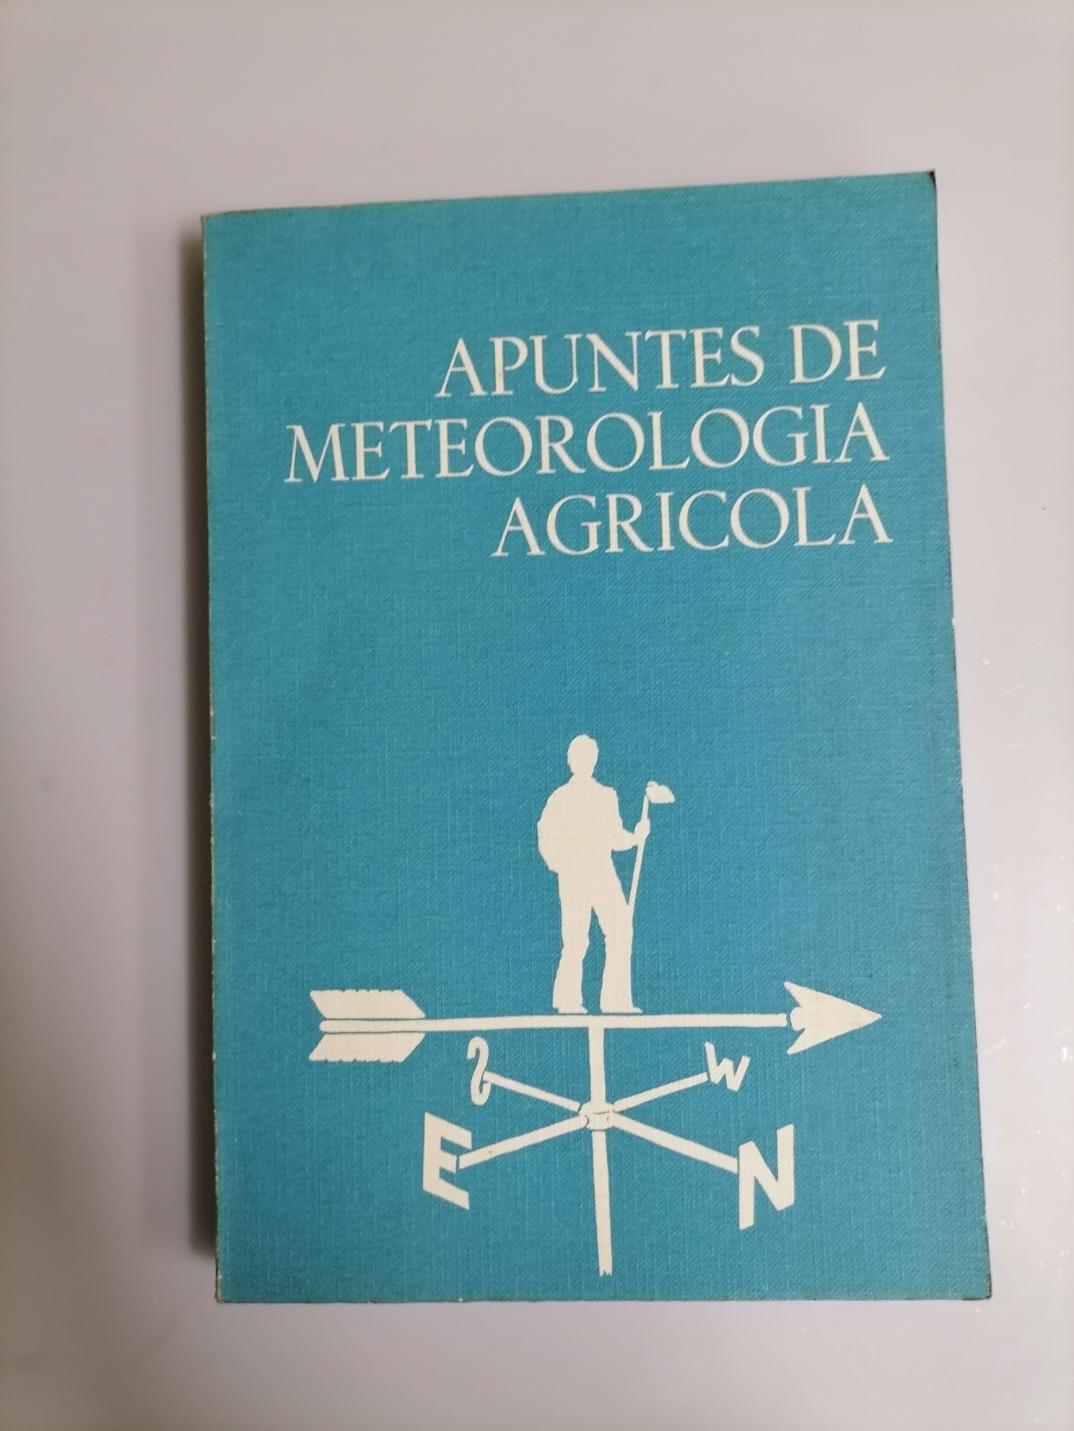 APUNTES DE
METEOROLOGIA
AGRICOLA
S W
E N